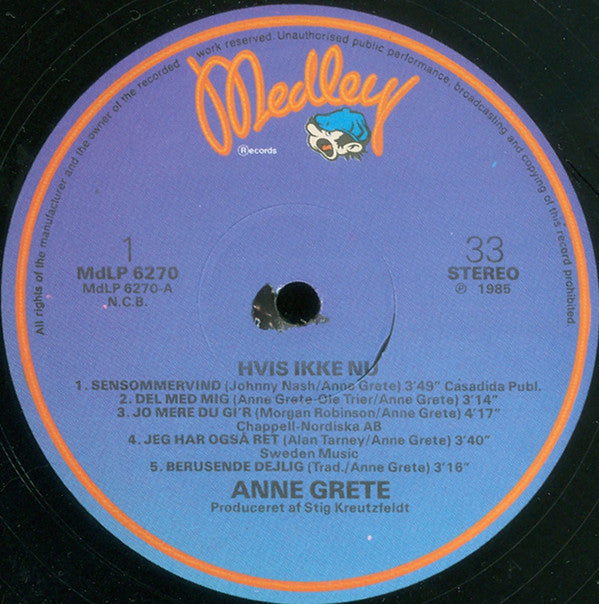 All rights of the manufacturer and the owner of the recorded work reserved. Unauthorised public performance, broadcasting and copying of this record prohibited.
Medley
Ⓡecords
1
MdLP 6270
MdLP 6270-A
N.C.B.
33
STEREO
℗ 1985
HVIS IKKE NU
1. SENSOMMERVIND (Johnny Nash/Anne Grete) 3'49" Casadida Publ.
2. DEL MED MIG (Anne Grete-Ole Trier/Anne Grete) 3'14"
3. JO MERE DU GI'R (Morgan Robinson/Anne Grete) 4'17"
Chappell-Nordiska AB
4. JEG HAR OGSÅ RET (Alan Tarney/Anne Grete) 3'40"
Sweden Music
5. BERUSENDE DEJLIG (Trad./Anne Grete) 3'16"
ANNE GRETE
Produceret af Stig Kreutzfeldt